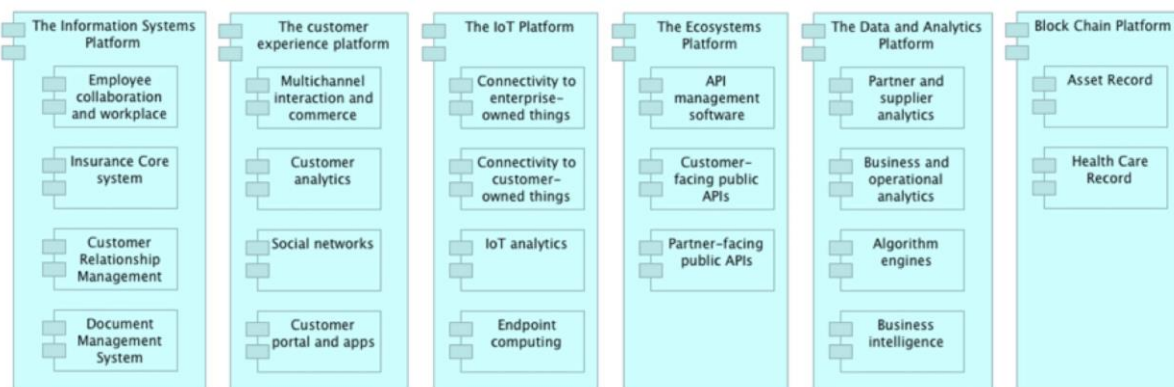 The Information Systems
Platform
Employee
collaboration
and workplace
Insurance Core
system
Customer
Relationship
Management
Document
Management
System
The customer
experience platform
Multichannel
interaction and
commerce
Customer
analytics
Social networks
Customer
portal and apps
The IoT Platform
Connectivity to
enterprise-
owned things
Connectivity to
customer-
owned things
IoT analytics
Endpoint
computing
The Ecosystems
Platform
API
management
software
Customer-
facing public
APIs
Partner-facing
public APIs
The Data and Analytics
Platform
Partner and
supplier
analytics
Business and
operational
analytics
Algorithm
engines
Business
intelligence
Block Chain Platform
Asset Record
Health Care
Record